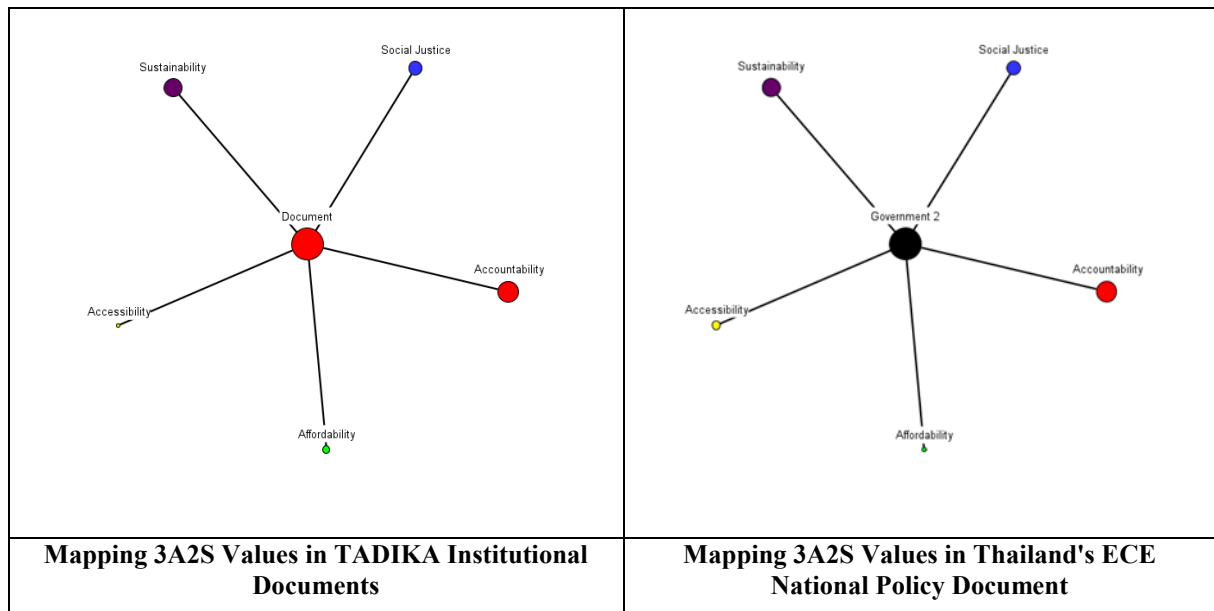 Social Justice
Sustainability
Document
Accountability
Accessibility
Affordability
Mapping 3A2S Values in TADIKA Institutional
Documents
Social Justice
Sustainability
Government 2
Accountability
Accessibility
Affordability
Mapping 3A2S Values in Thailand's ECE
National Policy Document